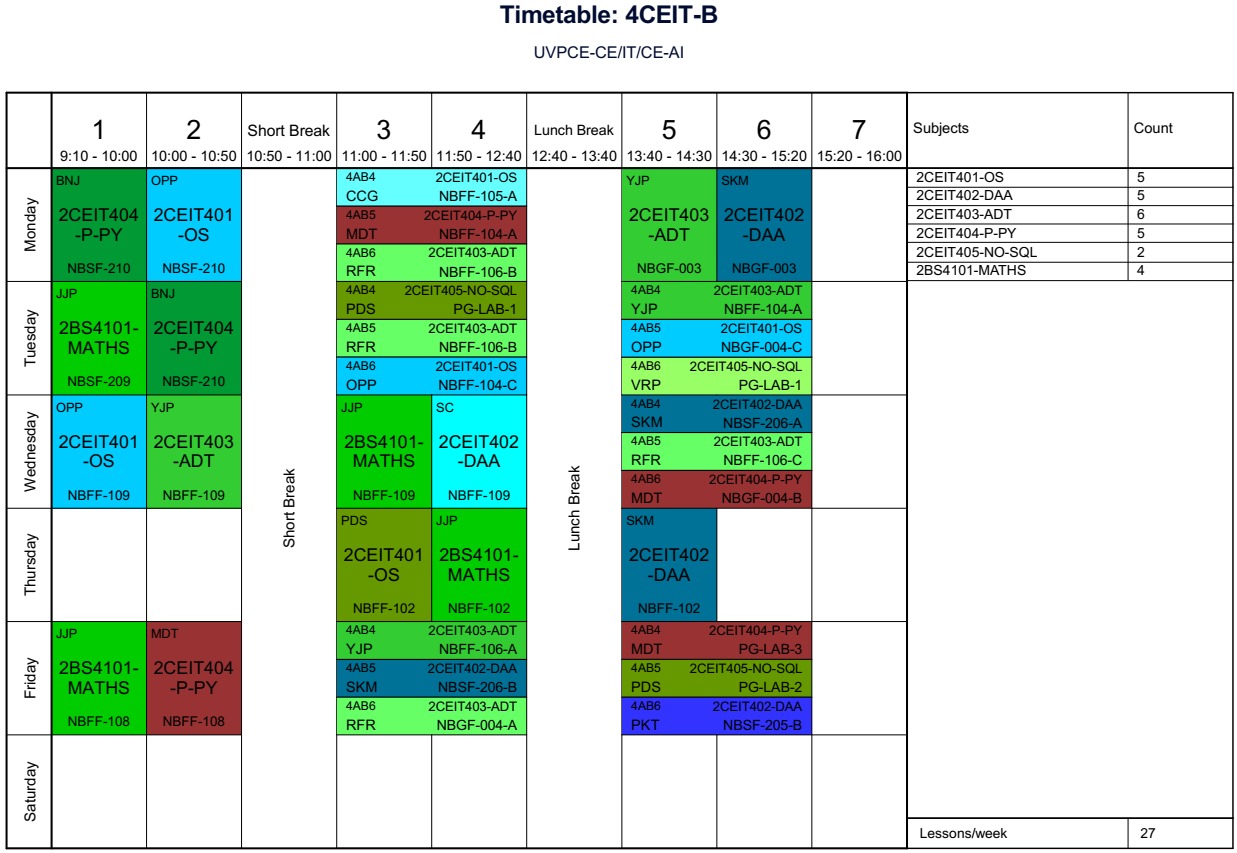 Timetable: 4CEIT-B
UVPCE-CE/IT/CE-AI
1 2 Short Break 3 4 Lunch Break 5 6 7 Subjects Count
9:10 - 10:00 10:00 - 10:50 10:50 - 11:00 11:00 - 11:50 11:50 - 12:40 12:40 - 13:40 13:40 - 14:30 14:30 - 15:20 15:20 - 16:00
Monday
BNJ
2CEIT404
-P-PY
NBSF-210
OPP
2CEIT401
-OS
NBSF-210
4AB4 2CEIT401-OS
CCG NBFF-105-A
4AB5 2CEIT404-P-PY
MDT NBFF-104-A
4AB6 2CEIT403-ADT
RFR NBFF-106-B
YJP
2CEIT403
-ADT
NBGF-003
SKM
2CEIT402
-DAA
NBGF-003
Tuesday
JJP
2BS4101-
MATHS
NBSF-209
BNJ
2CEIT404
-P-PY
NBSF-210
4AB4 2CEIT405-NO-SQL
PDS PG-LAB-1
4AB5 2CEIT403-ADT
RFR NBFF-106-B
4AB6 2CEIT401-OS
OPP NBFF-104-C
4AB4 2CEIT403-ADT
YJP NBFF-104-A
4AB5 2CEIT401-OS
OPP NBGF-004-C
4AB6 2CEIT405-NO-SQL
VRP PG-LAB-1
Wednesday
OPP
2CEIT401
-OS
NBFF-109
YJP
2CEIT403
-ADT
NBFF-109
Short Break
JJP
2BS4101-
MATHS
NBFF-109
SC
2CEIT402
-DAA
NBFF-109
Lunch Break
4AB4 2CEIT402-DAA
SKM NBSF-206-A
4AB5 2CEIT403-ADT
RFR NBFF-106-C
4AB6 2CEIT404-P-PY
MDT NBGF-004-B
Thursday
PDS
2CEIT401
-OS
NBFF-102
JJP
2BS4101-
MATHS
NBFF-102
SKM
2CEIT402
-DAA
NBFF-102
Friday
JJP
2BS4101-
MATHS
NBFF-108
MDT
2CEIT404
-P-PY
NBFF-108
4AB4 2CEIT403-ADT
YJP NBFF-106-A
4AB5 2CEIT402-DAA
SKM NBSF-206-B
4AB6 2CEIT403-ADT
RFR NBGF-004-A
4AB4 2CEIT404-P-PY
MDT PG-LAB-3
4AB5 2CEIT405-NO-SQL
PDS PG-LAB-2
4AB6 2CEIT402-DAA
PKT NBSF-205-B
Saturday
2CEIT401-OS 5
2CEIT402-DAA 5
2CEIT403-ADT 6
2CEIT404-P-PY 5
2CEIT405-NO-SQL 2
2BS4101-MATHS 4
Lessons/week 27